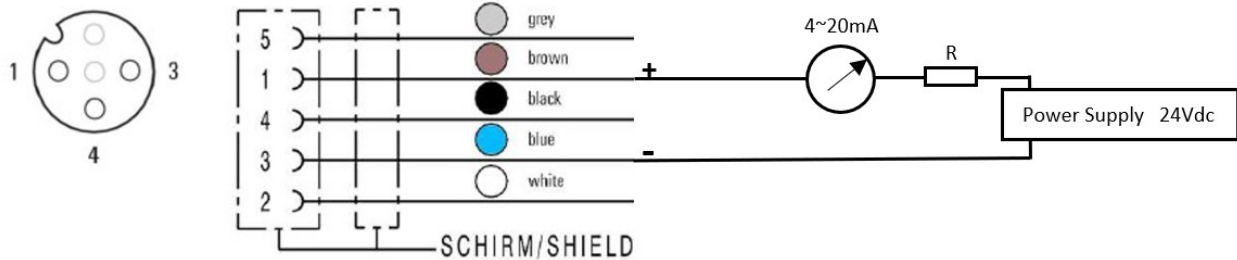 1
3
4
5
1
4
3
2
grey
brown
black
blue
white
SCHIRM/SHIELD
+
-
4~20mA
R
Power Supply 24Vdc